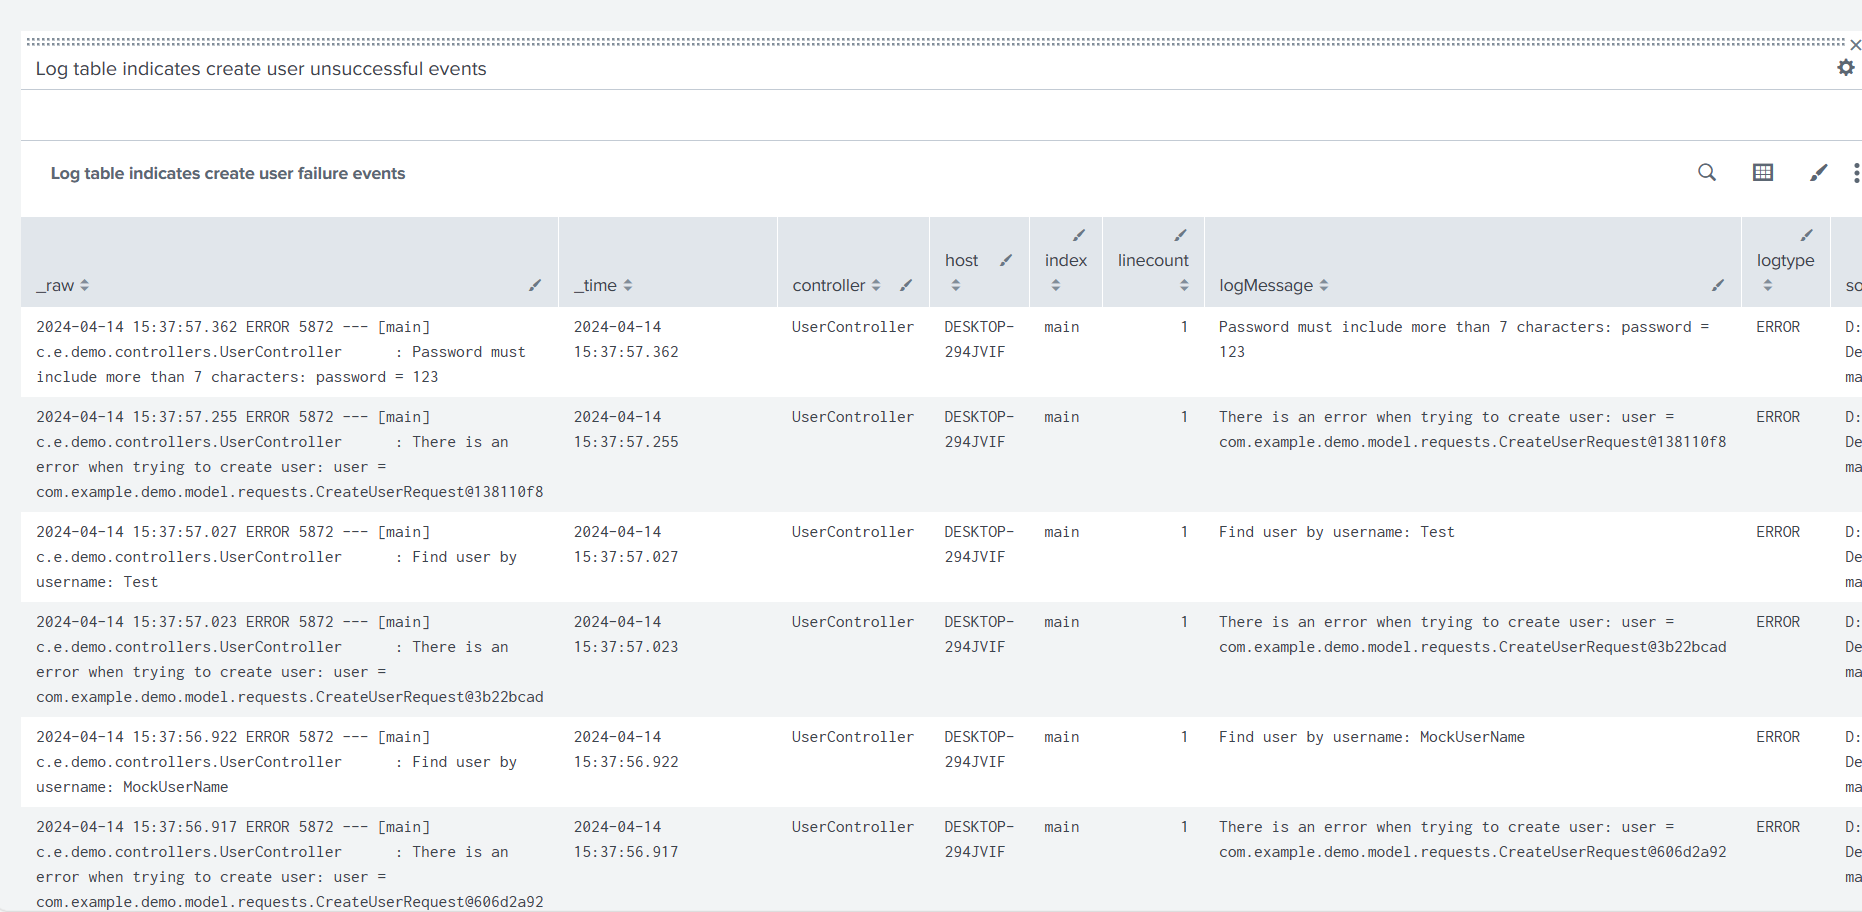 Log table indicates create user unsuccessful events
Log table indicates create user failure events
_raw
_time
controller
host
index
linecount
logMessage
logtype
so
2024-04-14 15:37:57.362 ERROR 5872 --- [main]
c.e.demo.controllers.UserController      : Password must
include more than 7 characters: password = 123
2024-04-14
15:37:57.362
UserController
DESKTOP-
294JVIF
main
1
Password must include more than 7 characters: password =
123
ERROR
D:
De
ma
2024-04-14 15:37:57.255 ERROR 5872 --- [main]
c.e.demo.controllers.UserController      : There is an
error when trying to create user: user =
com.example.demo.model.requests.CreateUserRequest@138110f8
2024-04-14
15:37:57.255
UserController
DESKTOP-
294JVIF
main
1
There is an error when trying to create user: user =
com.example.demo.model.requests.CreateUserRequest@138110f8
ERROR
D:
De
ma
2024-04-14 15:37:57.027 ERROR 5872 --- [main]
c.e.demo.controllers.UserController      : Find user by
username: Test
2024-04-14
15:37:57.027
UserController
DESKTOP-
294JVIF
main
1
Find user by username: Test
ERROR
D:
De
ma
2024-04-14 15:37:57.023 ERROR 5872 --- [main]
c.e.demo.controllers.UserController      : There is an
error when trying to create user: user =
com.example.demo.model.requests.CreateUserRequest@3b22bcad
2024-04-14
15:37:57.023
UserController
DESKTOP-
294JVIF
main
1
There is an error when trying to create user: user =
com.example.demo.model.requests.CreateUserRequest@3b22bcad
ERROR
D:
De
ma
2024-04-14 15:37:56.922 ERROR 5872 --- [main]
c.e.demo.controllers.UserController      : Find user by
username: MockUserName
2024-04-14
15:37:56.922
UserController
DESKTOP-
294JVIF
main
1
Find user by username: MockUserName
ERROR
D:
De
ma
2024-04-14 15:37:56.917 ERROR 5872 --- [main]
c.e.demo.controllers.UserController      : There is an
error when trying to create user: user =
com.example.demo.model.requests.CreateUserRequest@606d2a92
2024-04-14
15:37:56.917
UserController
DESKTOP-
294JVIF
main
1
There is an error when trying to create user: user =
com.example.demo.model.requests.CreateUserRequest@606d2a92
ERROR
D:
De
ma